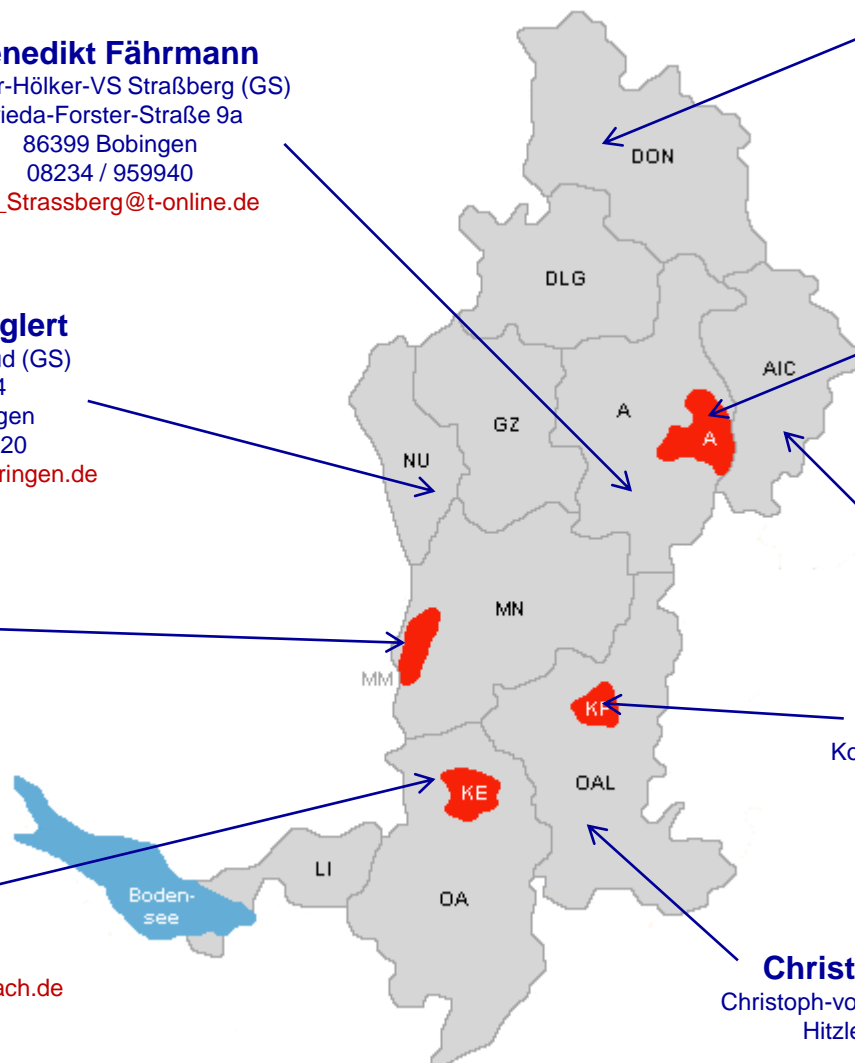 enedikt Fährmann
r-Hölker-VS Straßberg (GS)
ieda-Forster-Straße 9a
86399 Bobingen
08234 / 959940
_Strassberg@t-online.de
glert
ud (GS)
4
gen
20
ringen.de
DON
DLG
AIC
A
A
GZ
NU
MN
MM
KF
Ko
KE
OAL
LI
OA
Boden-
see
ach.de
Christ
Christoph-vo
Hitzle